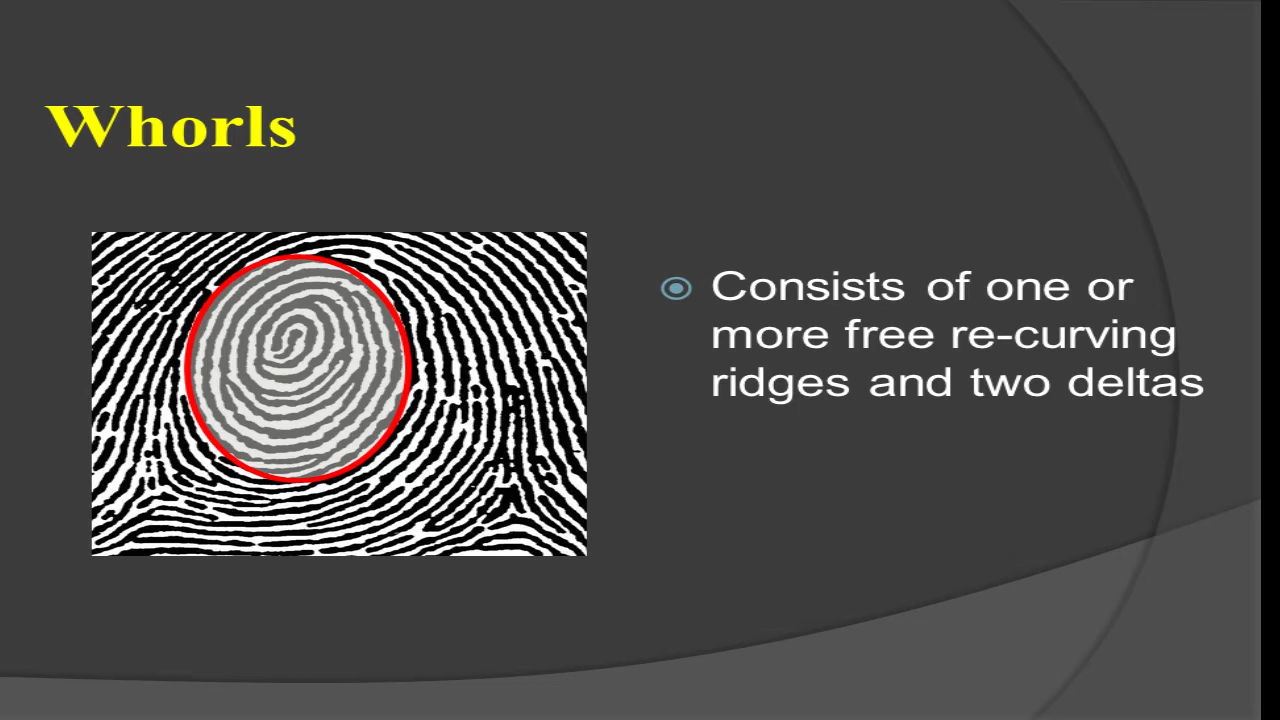 Whorls
Consists of one or
more free re-curving
ridges and two deltas